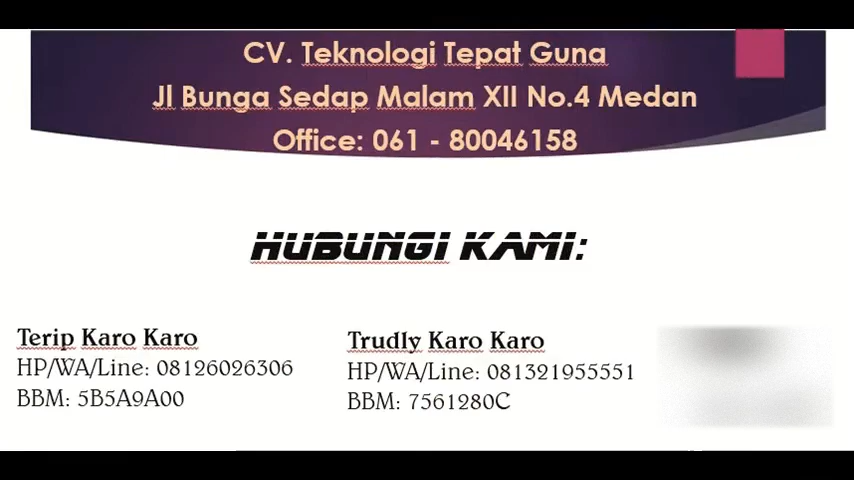 CV. Teknologi Tepat Guna
Jl Bunga Sedap Malam XII No.4 Medan
Office: 061 - 80046158
HUBUNGI KAMI:
Terip Karo Karo
HP/WA/Line: 08126026306
BBM: 5B5A9A00
Trudly Karo Karo
HP/WA/Line: 081321955551
BBM: 7561280C